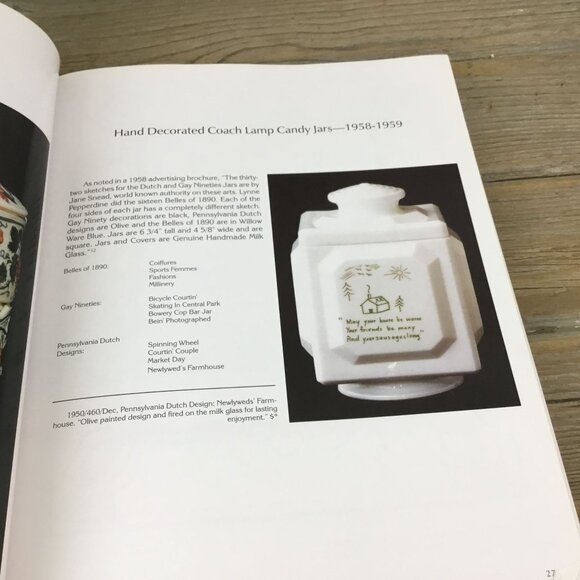 Hand Decorated Coach Lamp Candy Jars—1958-1959
As noted in a 1958 advertising brochure, "The thirty-
two sketches for the Dutch and Gay Nineties Jars are by
Jane Snead, world known authority on these arts. Lynne
Pepperdine did the sixteen Belles of 1890. Each of the
four sides of each jar has a completely different sketch.
Gay Ninety decorations are black, Pennsylvania Dutch
designs are Olive and the Belles of 1890 are in Willow
Ware Blue. Jars are 6 3/4" tall and 4 5/8" wide and are
square. Jars and Covers are Genuine Handmade Milk
Glass."
Belles of 1890:
Coiffures
Sports Femmes
Fashions
Millinery
Gay Nineties:
Bicycle Courtin'
Skating In Central Park
Bowery Cop Bar Jar
Bein' Photographed
Pennsylvania Dutch
Designs:
Spinning Wheel
Courtin' Couple
Market Day
Newlywed's Farmhouse
1950/460/Dec, Pennsylvania Dutch Design; Newlyweds' Farm-
house. "Olive painted design and fired on the milk glass for lasting
enjoyment." $*
"May your house be warm
Your friends be many
And your sausages long"
27